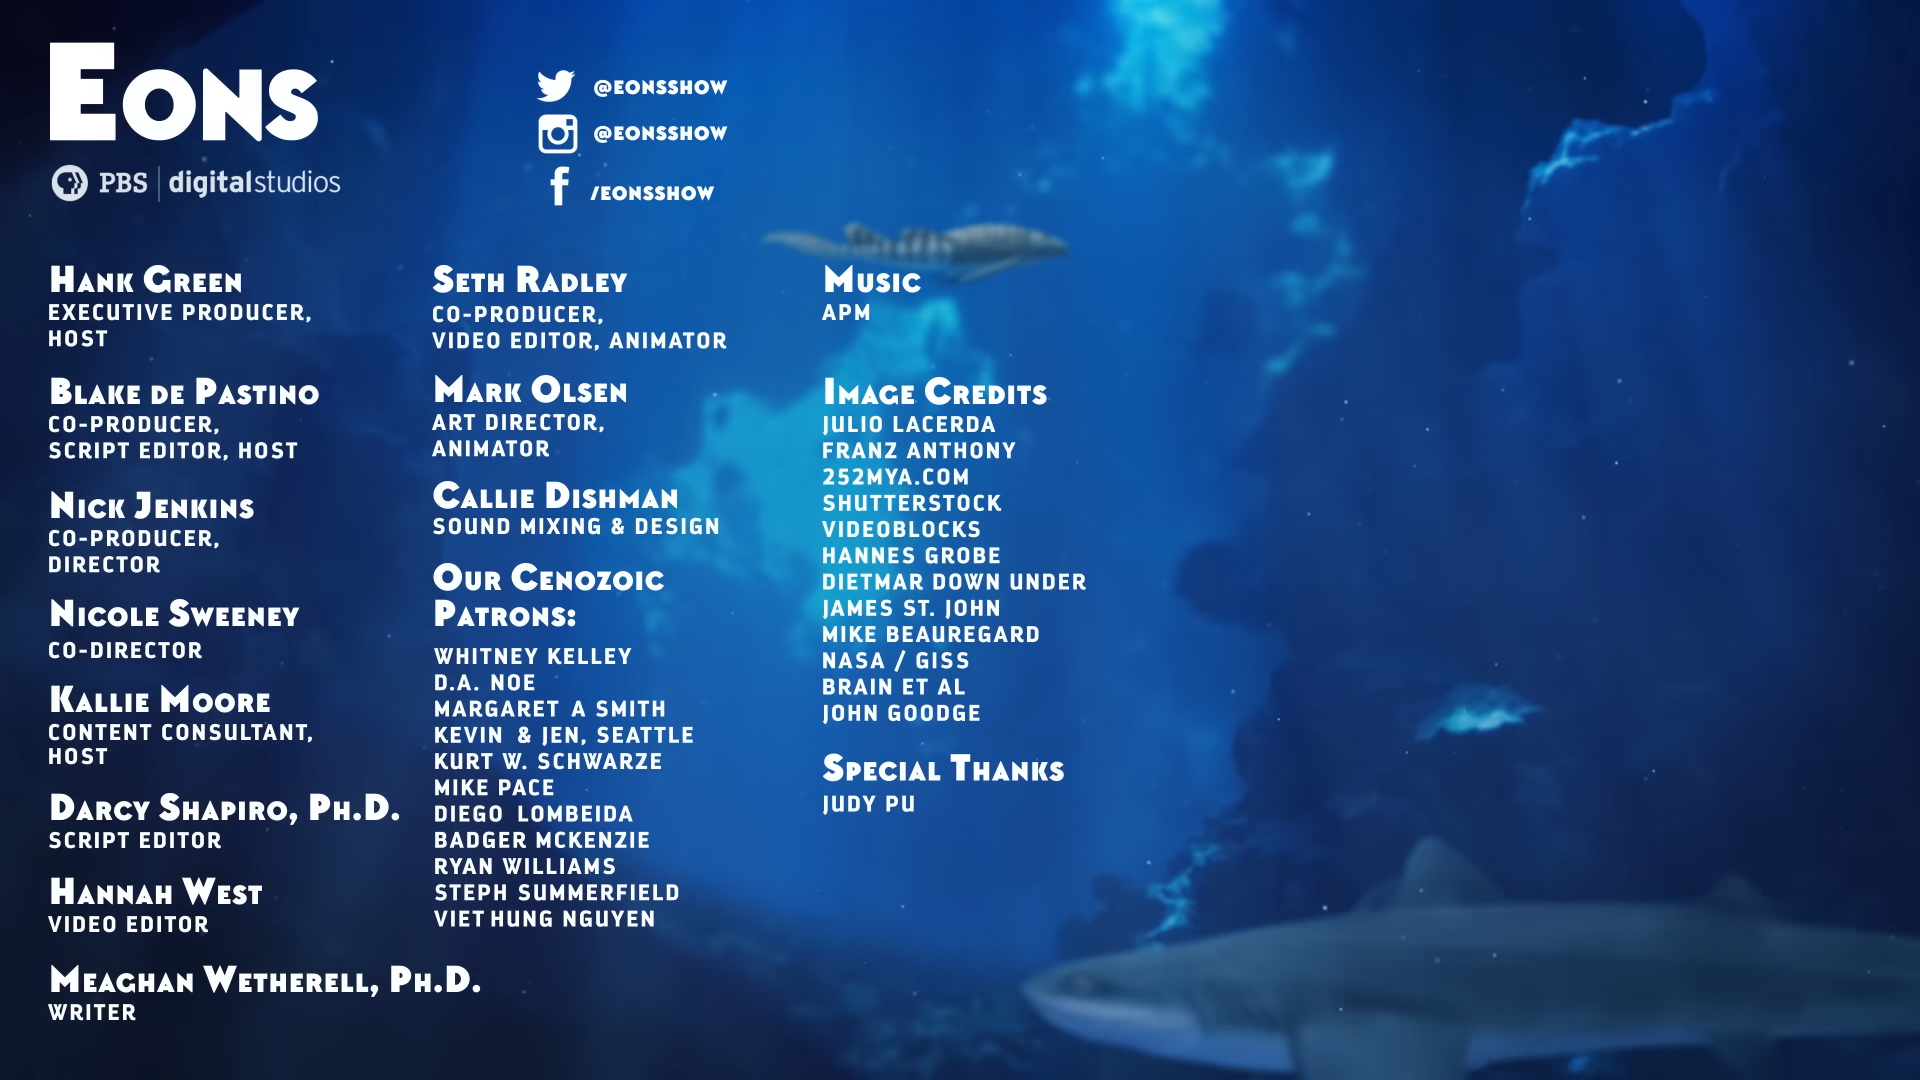 EONS
PBS | digitalstudios
@EONSSHOW
@EONSSHOW
/EONSSHOW
HANK GREEN
EXECUTIVE PRODUCER,
HOST
BLAKE DE PASTINO
CO-PRODUCER,
SCRIPT EDITOR, HOST
NICK JENKINS
CO-PRODUCER,
DIRECTOR
NICOLE SWEENEY
CO-DIRECTOR
KALLIE MOORE
CONTENT CONSULTANT,
HOST
DARCY SHAPIRO, PH.D.
SCRIPT EDITOR
HANNAH WEST
VIDEO EDITOR
MEAGHAN WETHERELL, PH.D.
WRITER
SETH RADLEY
CO-PRODUCER,
VIDEO EDITOR, ANIMATOR
MARK OLSEN
ART DIRECTOR,
ANIMATOR
CALLIE DISHMAN
SOUND MIXING & DESIGN
OUR CENOZOIC
PATRONS:
WHITNEY KELLEY
D.A. NOE
MARGARET A SMITH
KEVIN & JEN, SEATTLE
KURT W. SCHWARZE
MIKE PACE
DIEGO LOMBEIDA
BADGER MCKENZIE
RYAN WILLIAMS
STEPH SUMMERFIELD
VIET HUNG NGUYEN
MUSIC
APM
IMAGE CREDITS
JULIO LACERDA
FRANZ ANTHONY
252MYA.COM
SHUTTERSTOCK
VIDEOBLOCKS
HANNES GROBE
DIETMAR DOWN UNDER
JAMES ST. JOHN
MIKE BEAUREGARD
NASA / GISS
BRAIN ET AL
JOHN GOODGE
SPECIAL THANKS
JUDY PU